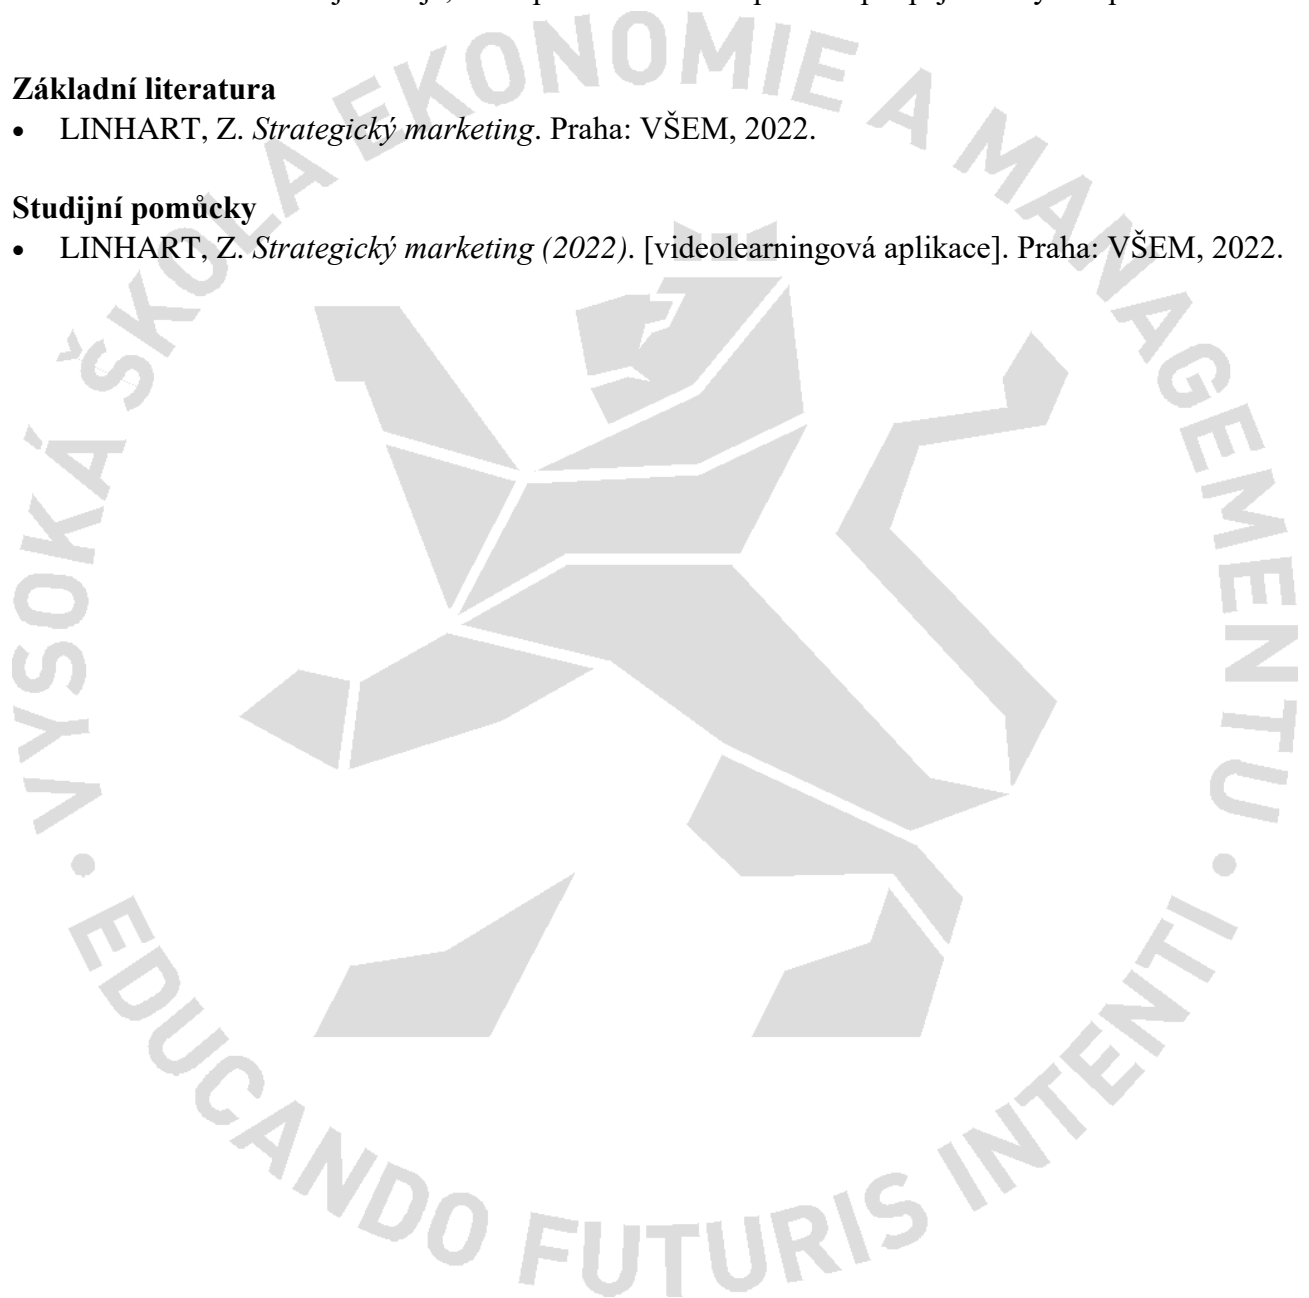 Základní literatura
• LINHART, Z. Strategický marketing. Praha: VŠEM, 2022.
Studijní pomůcky
• LINHART, Z. Strategický marketing (2022). [videolearningová aplikace]. Praha: VŠEM, 2022.
VYSOKÁ ŠKOLA EKONOMIE A MANAGEMENTU • EDUCANDO FUTURIS INTENTI •